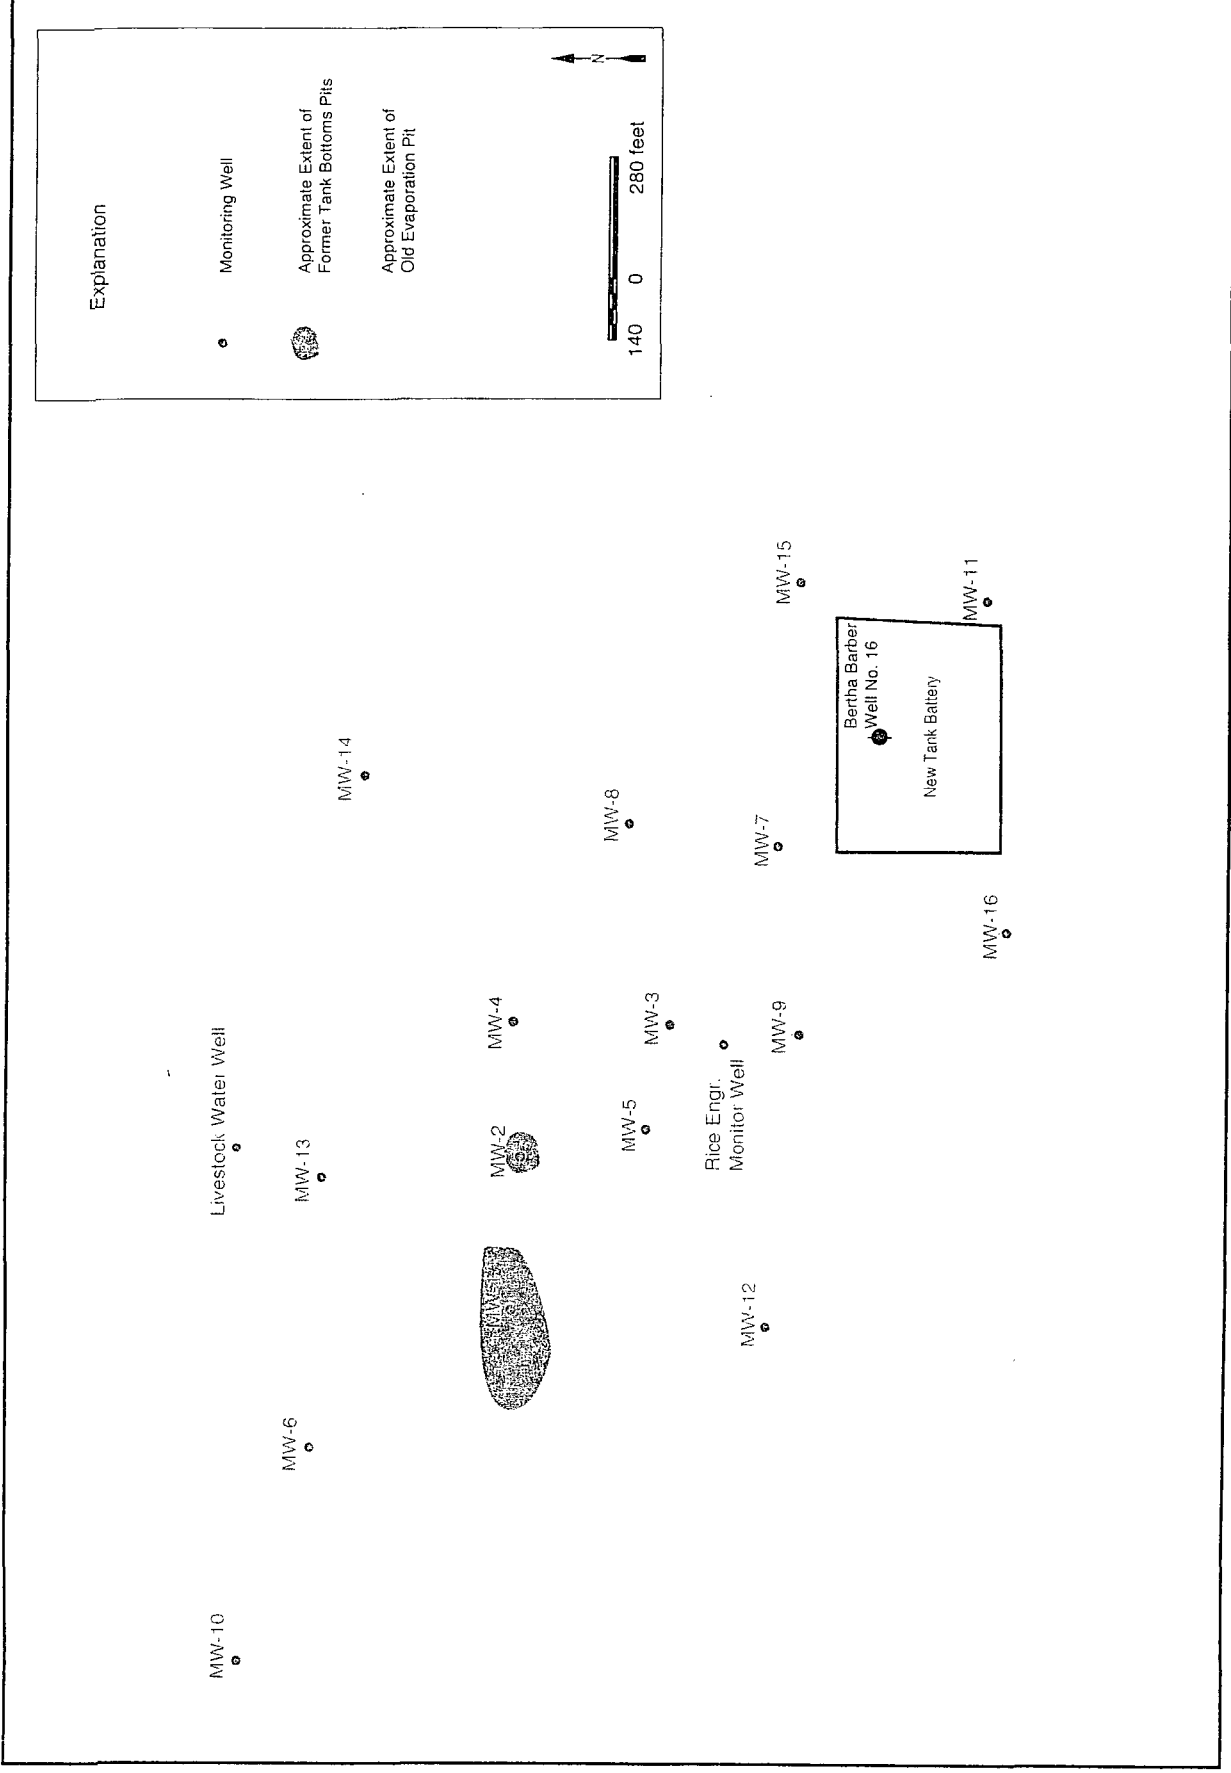 Explanation
Monitoring Well
Approximate Extent of
Former Tank Bottoms Pits
Approximate Extent of
Old Evaporation Pit
N
140 0 280 feet
MW-10
Livestock Water Well
MW-6
MW-13
MW-14
MW
MW-2
MW-4
MW-5
MW-3
MW-8
Rice Engr.
Monitor Well
MW-12
MW-9
MW-7
MW-15
Bertha Barber
Well No. 16
New Tank Battery
MW-16
MW-11